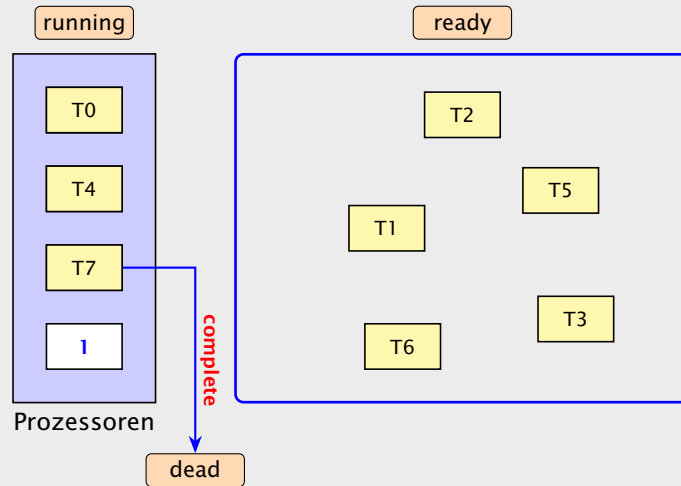 running
ready
T0
T4
T7
1
T2
T5
T1
T3
T6
complete
Prozessoren
dead